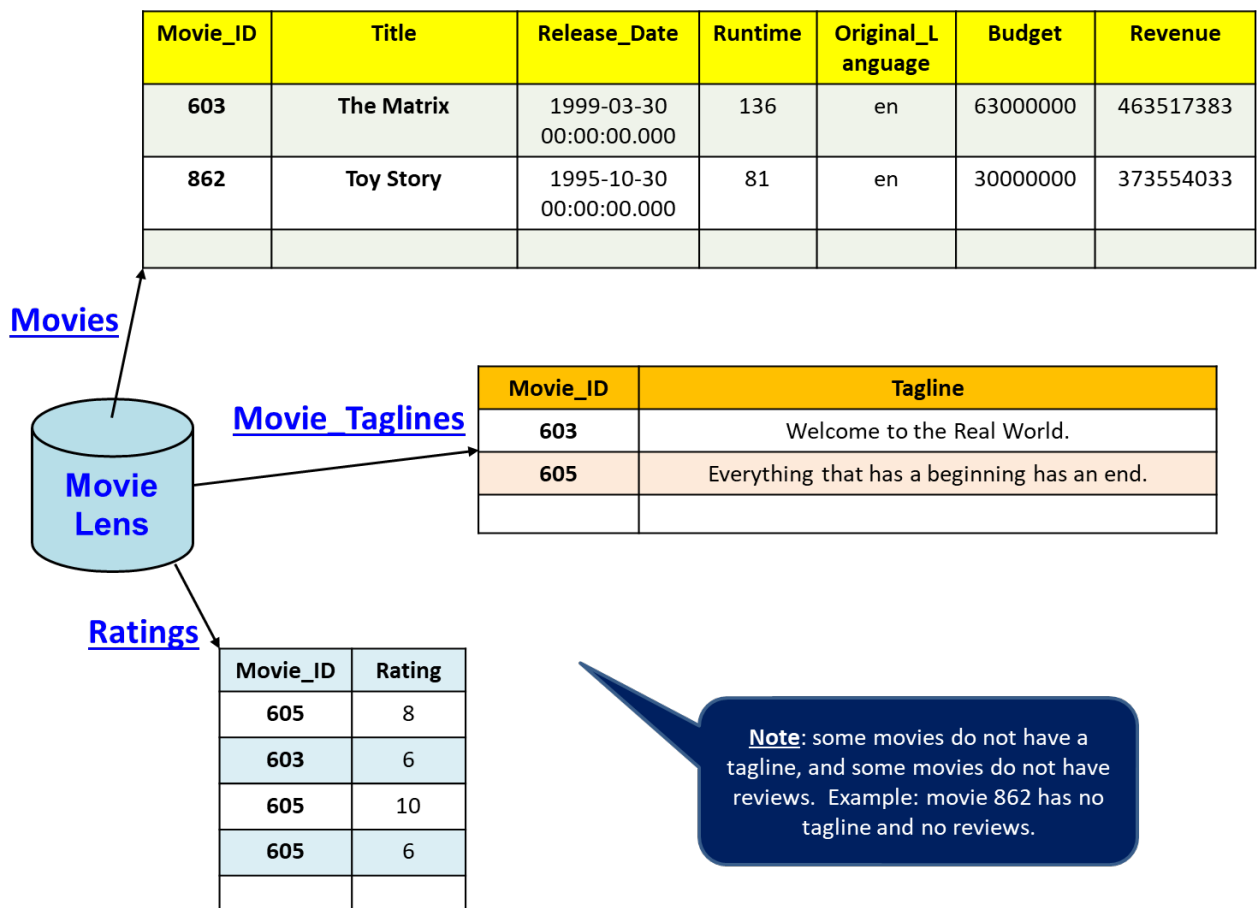 Movie_ID Title Release_Date Runtime Original_L Budget Revenue
anguage
603 The Matrix 1999-03-30 136 en 63000000 463517383
00:00:00.000
862 Toy Story 1995-10-30 81 en 30000000 373554033
00:00:00.000
Movies
Movie_Taglines
Movie_ID Tagline
603 Welcome to the Real World.
605 Everything that has a beginning has an end.
Movie
Lens
Ratings
Movie_ID Rating
605 8
603 6
605 10
605 6
Note: some movies do not have a
tagline, and some movies do not have
reviews. Example: movie 862 has no
tagline and no reviews.